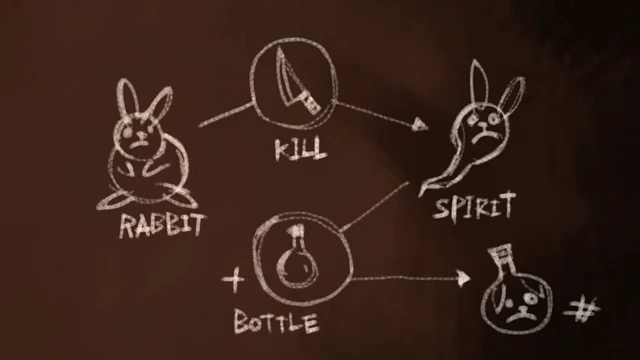 KILL
RABBIT
SPIRIT
+
BOTTLE
#